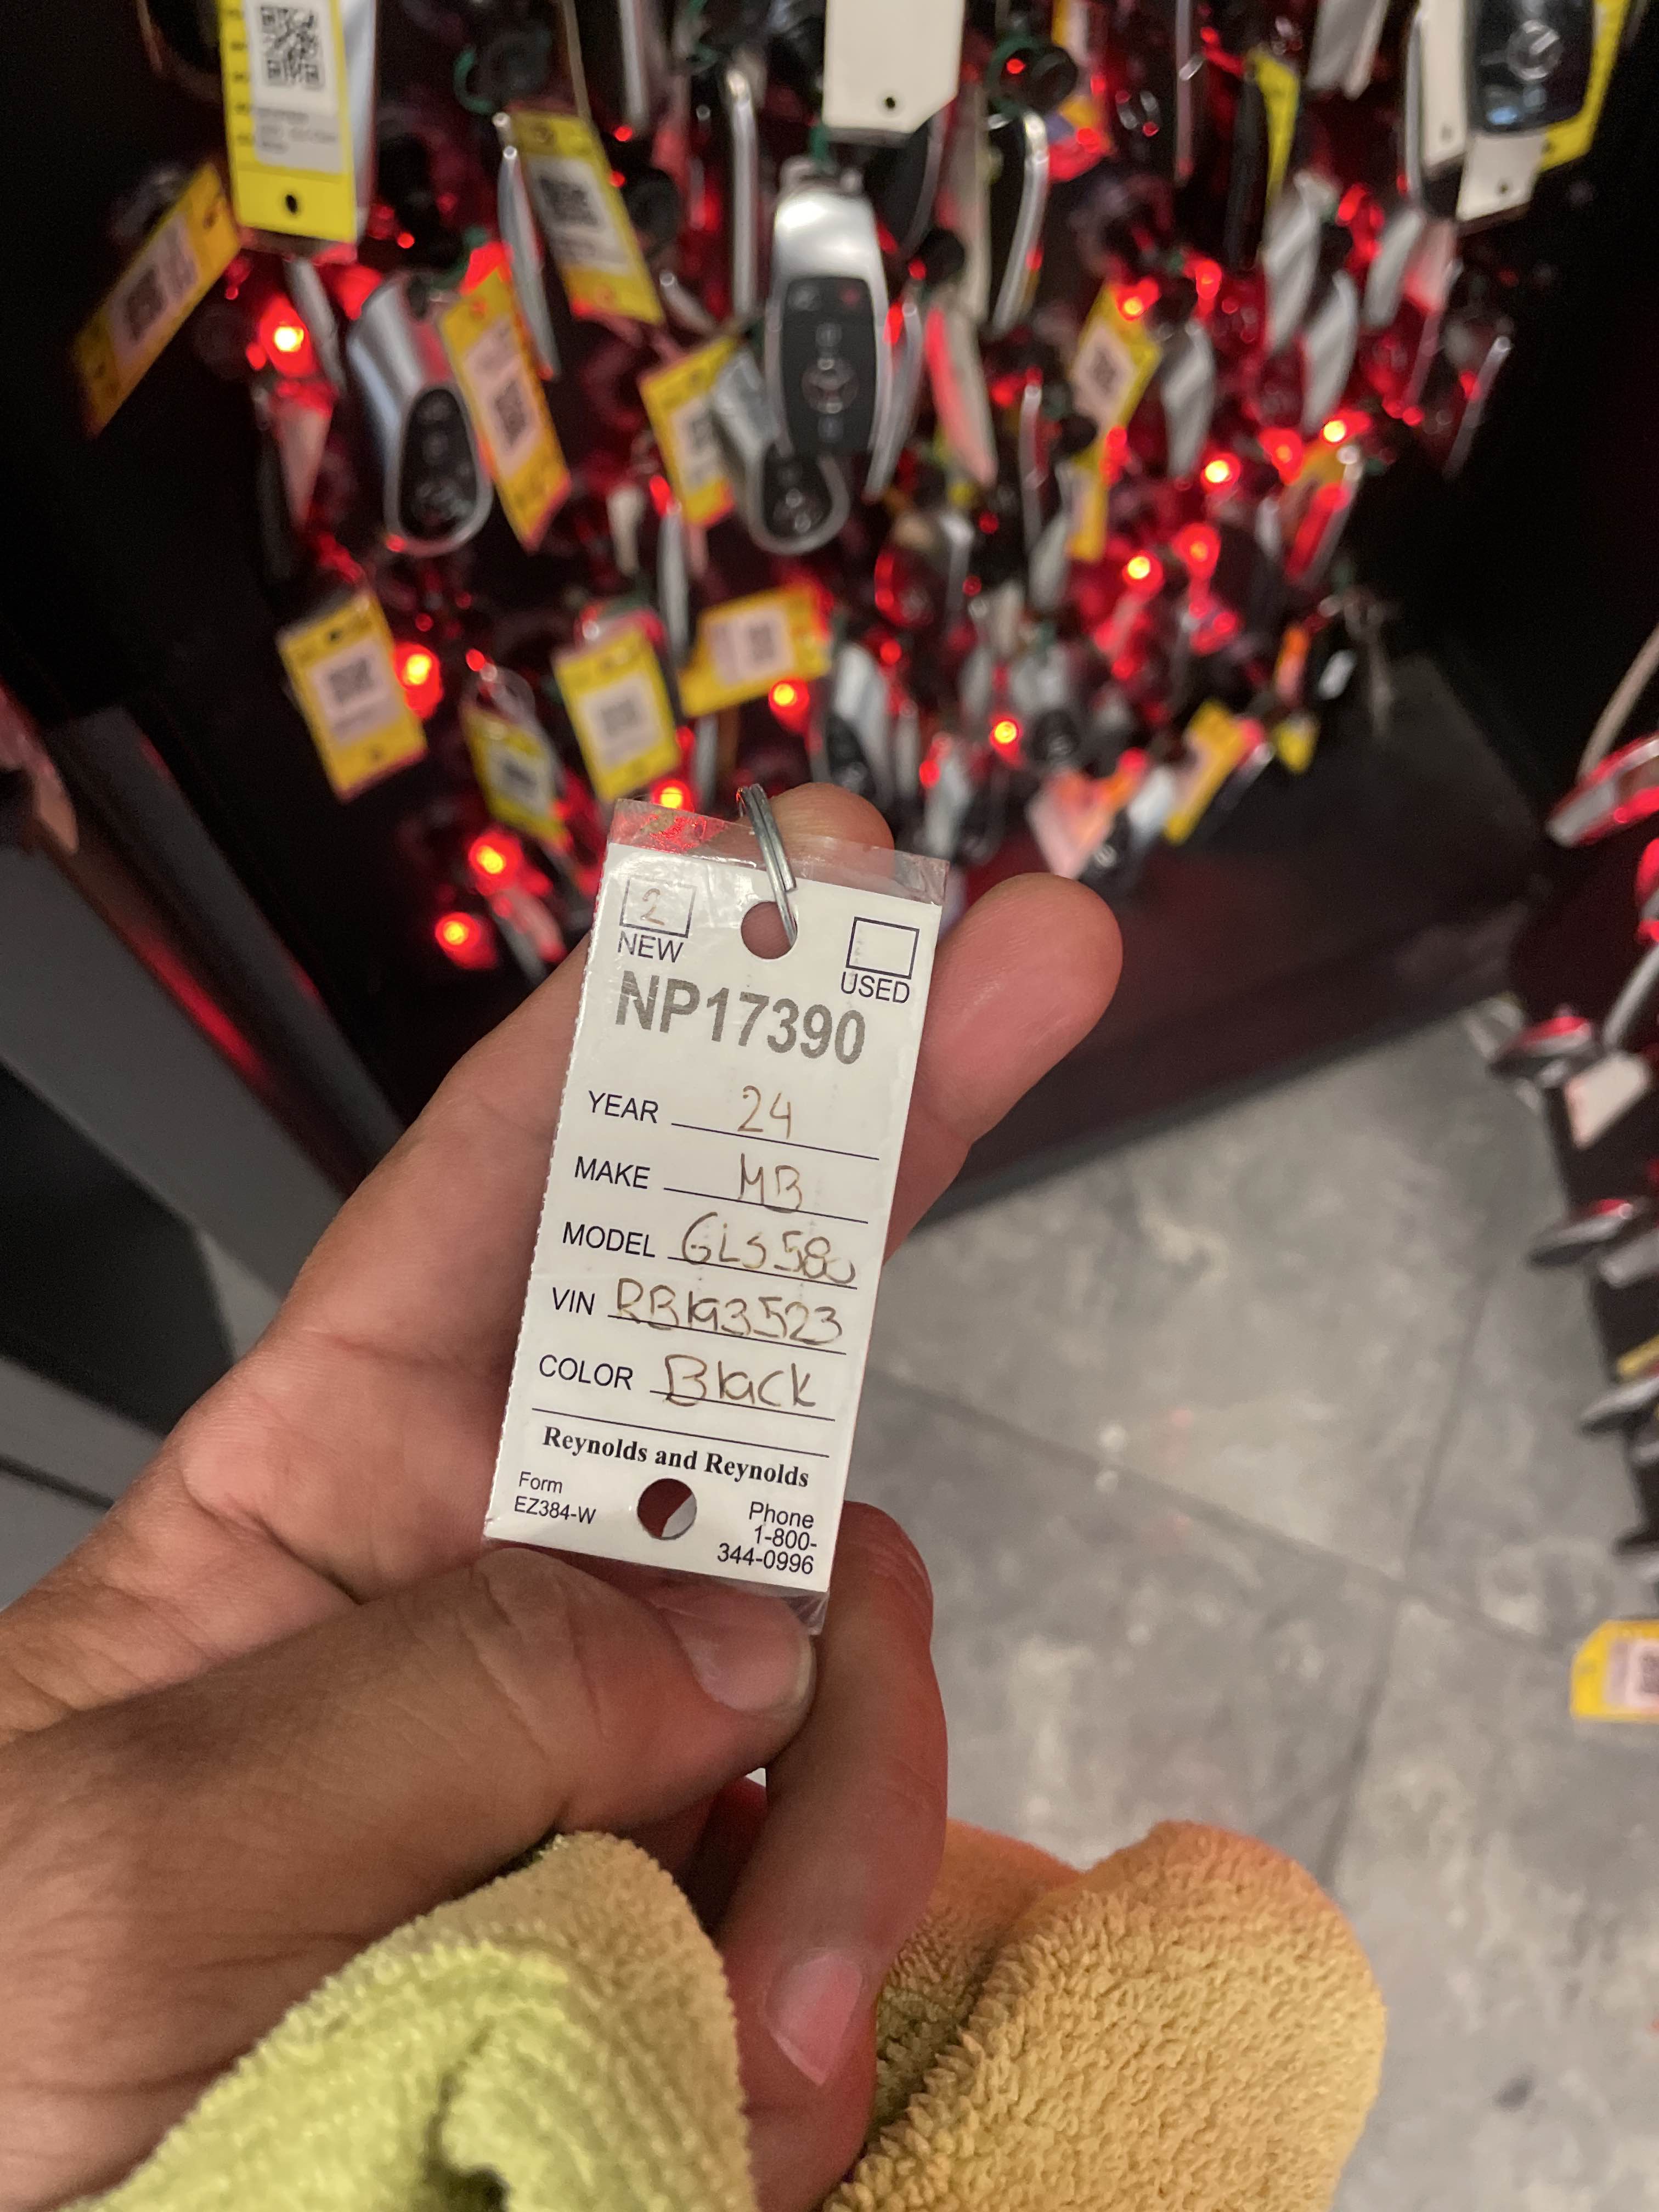 2
NEW
USED
NP17390
YEAR 24
MAKE MB
MODEL GLS580
VIN RB193523
COLOR Black
Reynolds and Reynolds
Form
EZ384-W
Phone
1-800-
344-0996